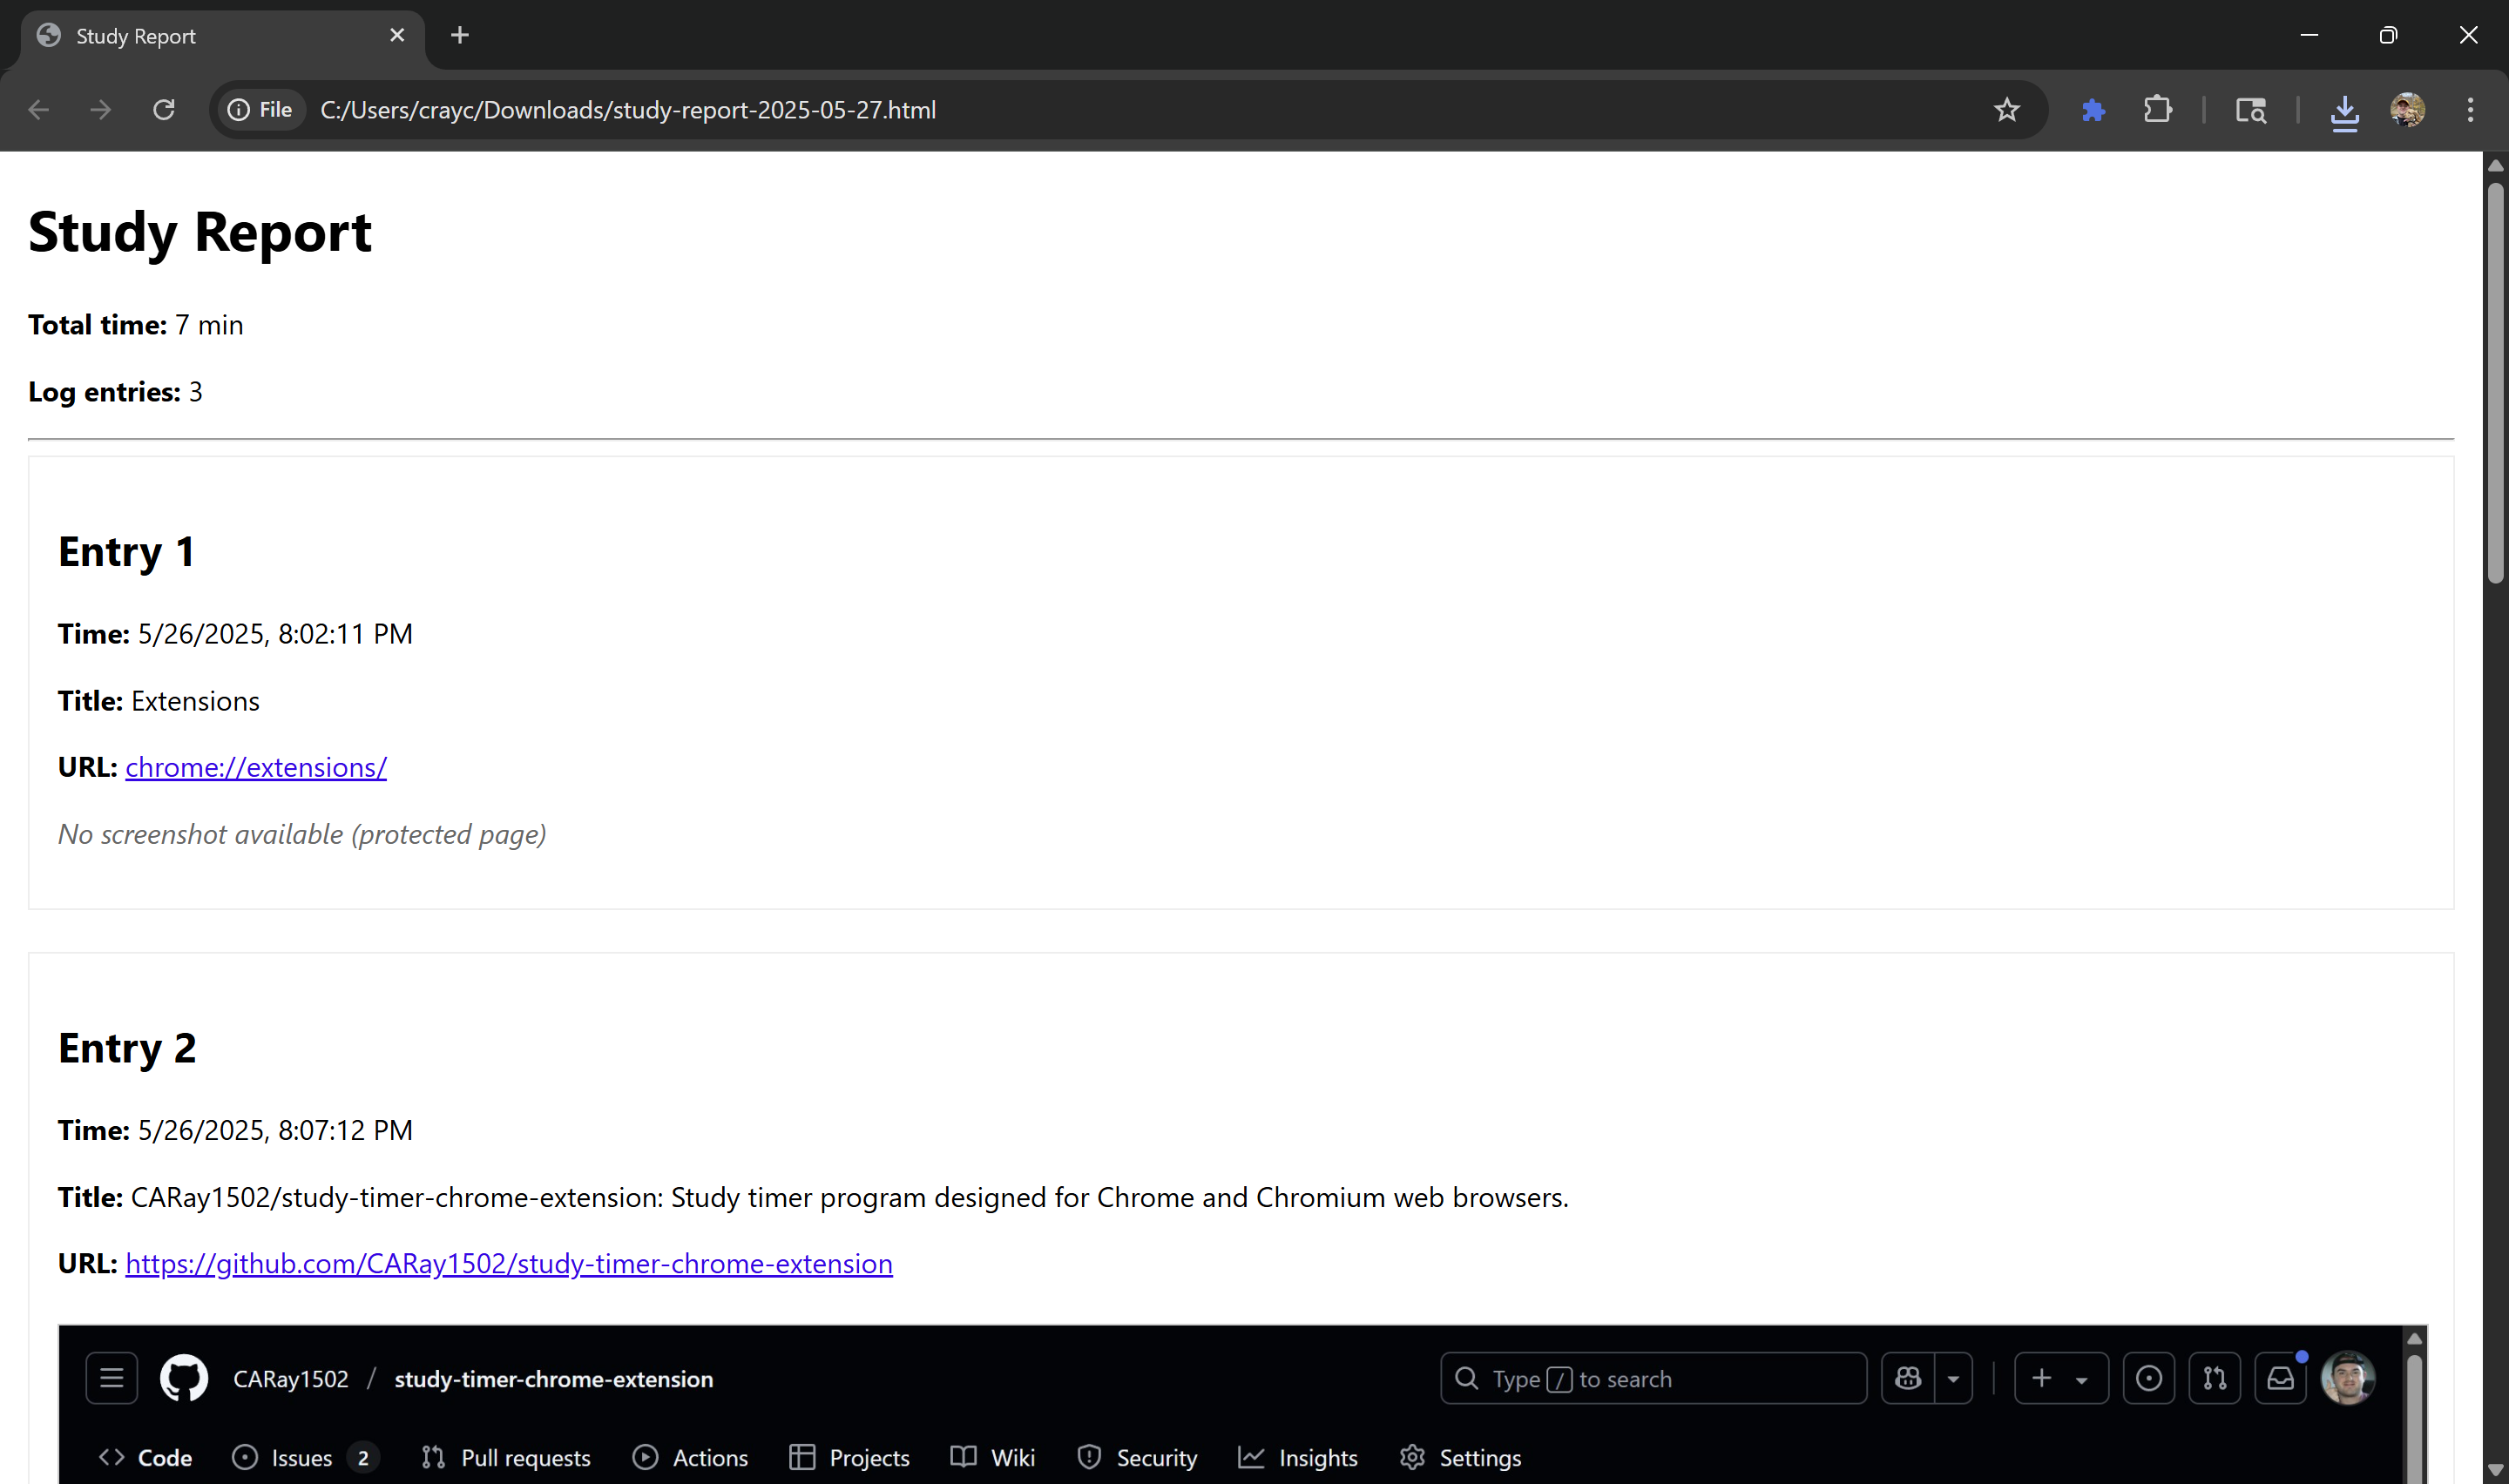 Study Report
File C:/Users/crayc/Downloads/study-report-2025-05-27.html
Study Report
Total time: 7 min
Log entries: 3
Entry 1
Time: 5/26/2025, 8:02:11 PM
Title: Extensions
URL: chrome://extensions/
No screenshot available (protected page)
Entry 2
Time: 5/26/2025, 8:07:12 PM
Title: CARay1502/study-timer-chrome-extension: Study timer program designed for Chrome and Chromium web browsers.
URL: https://github.com/CARay1502/study-timer-chrome-extension
CARay1502 / study-timer-chrome-extension Type / to search
Code Issues 2 Pull requests Actions Projects Wiki Security Insights Settings